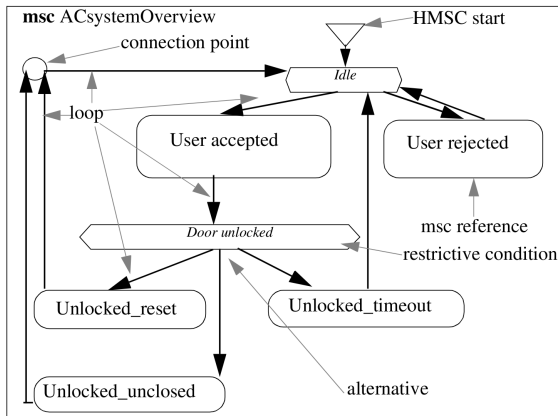 msc ACsystemOverview
HMSC start
connection point
Idle
loop
User accepted
User rejected
msc reference
Door unlocked
restrictive condition
Unlocked_reset
Unlocked_timeout
Unlocked_unclosed
alternative